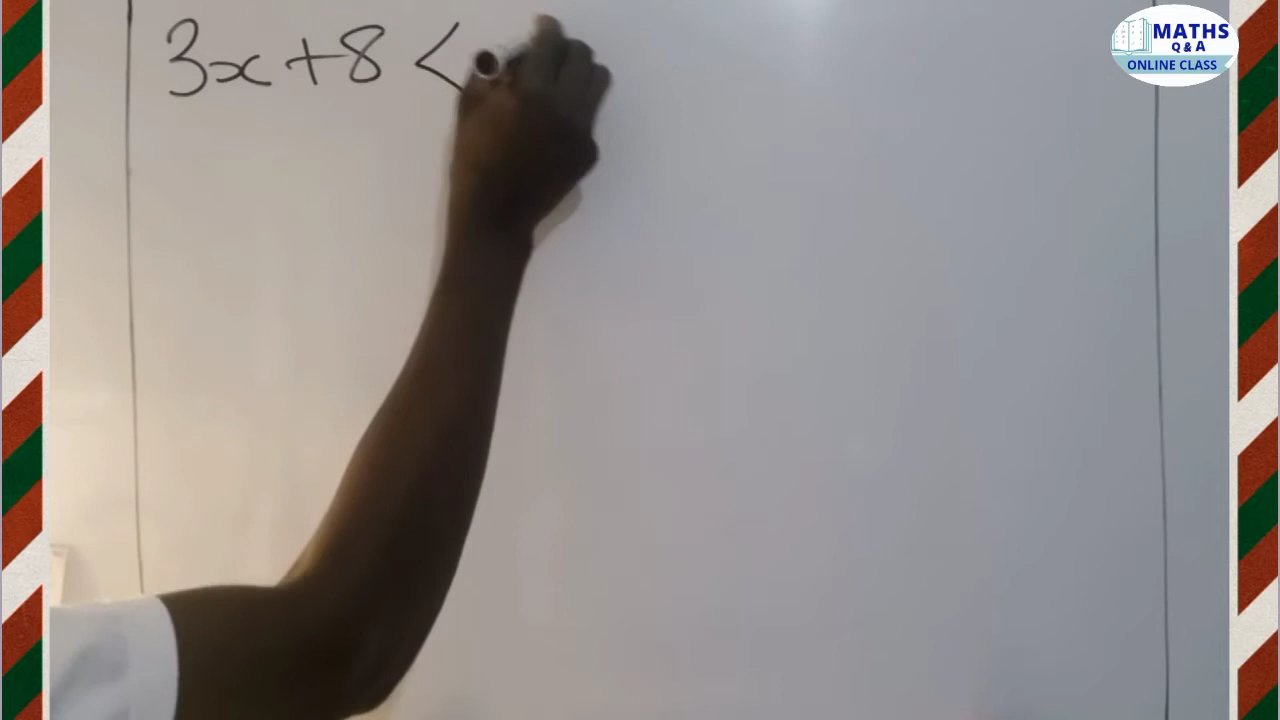 3x+8 <
MATHS
Q & A
ONLINE CLASS